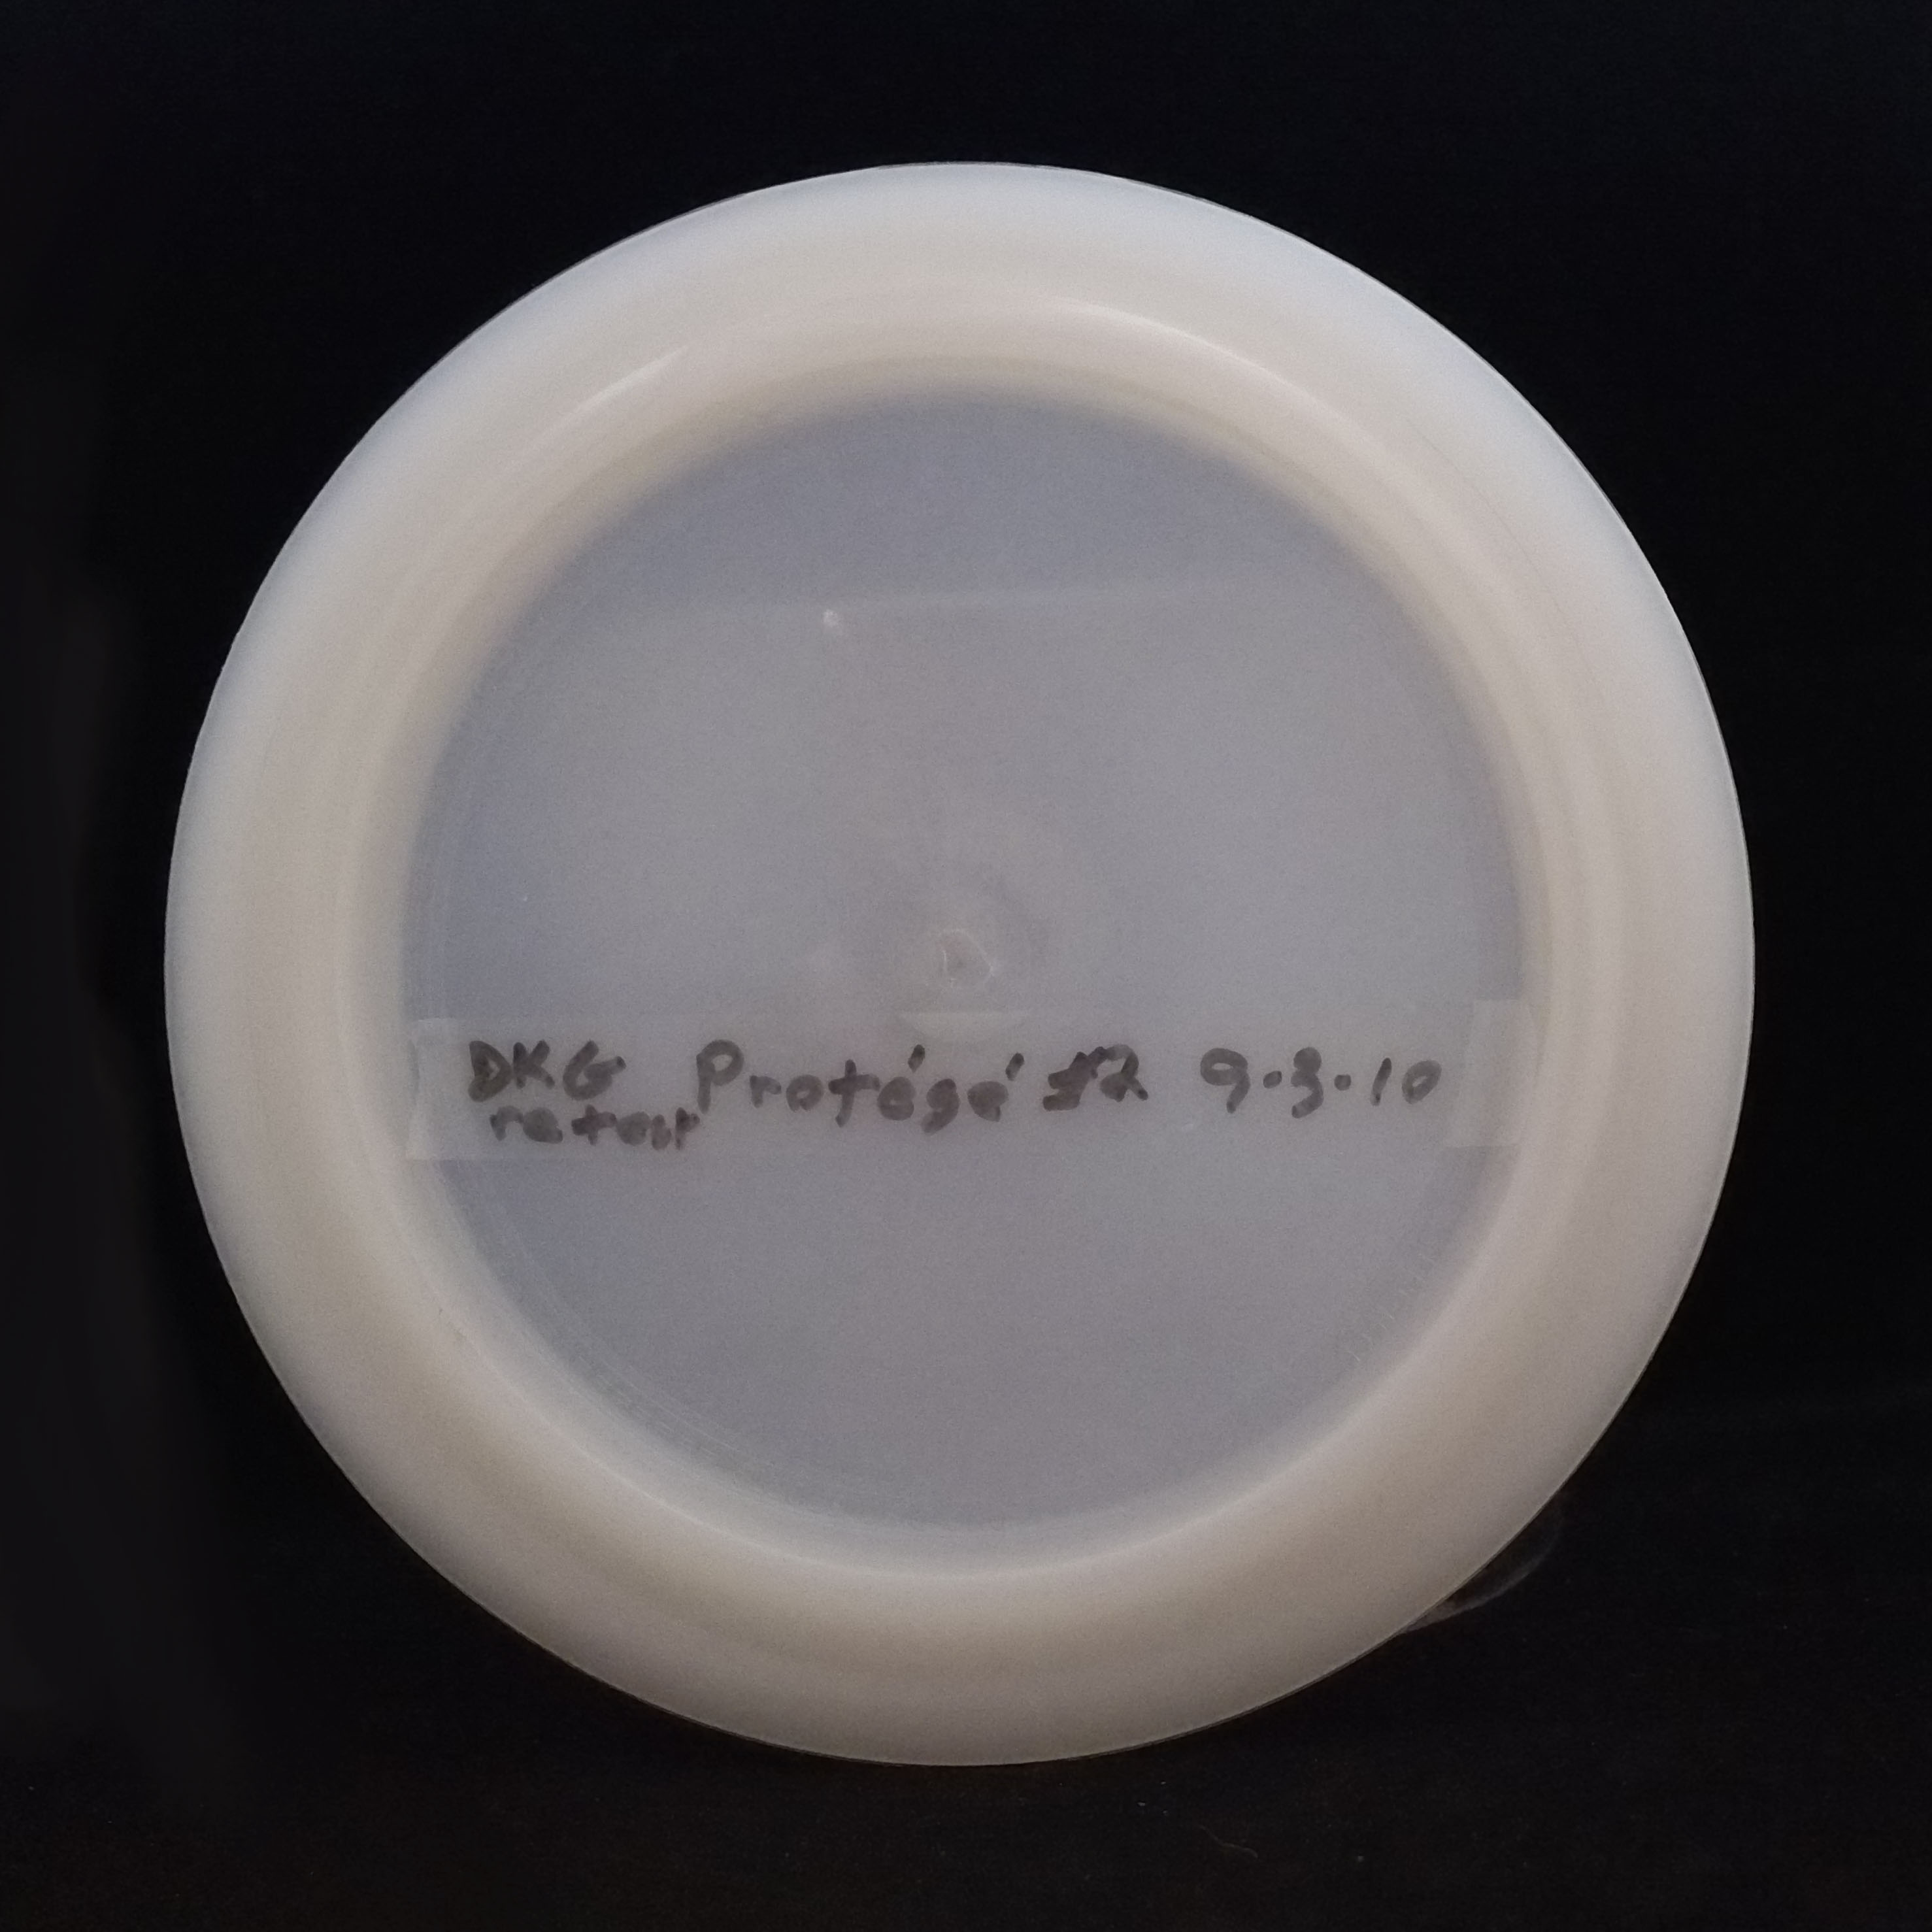 DKG Protégé #2 9.3.10
retest